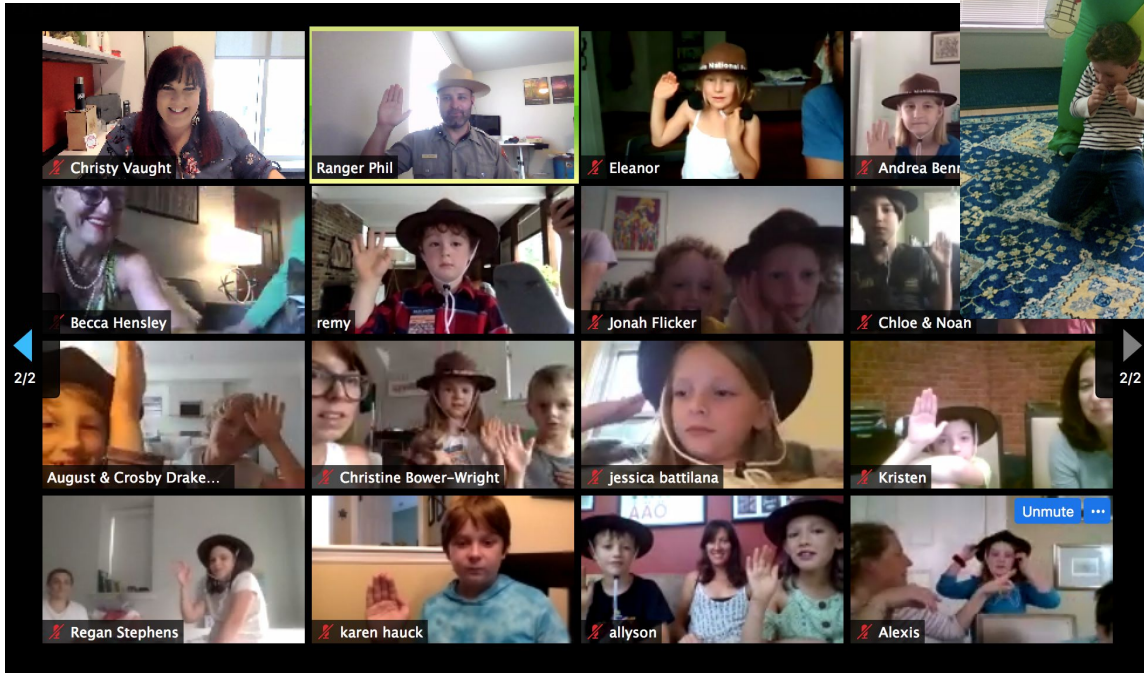 Christy Vaught
Ranger Phil
Eleanor
Andrea Benn
Becca Hensley
remy
Jonah Flicker
Chloe & Noah
2/2
2/2
August & Crosby Drake...
Christine Bower-Wright
jessica battilana
Kristen
Unmute ...
Regan Stephens
karen hauck
allyson
Alexis